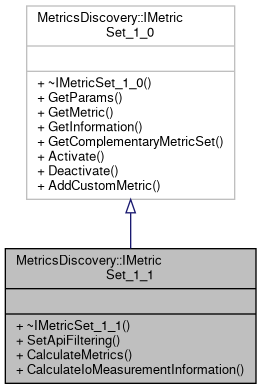 MetricsDiscovery::IMetric
Set_1_0
+ ~IMetricSet_1_0()
+ GetParams()
+ GetMetric()
+ GetInformation()
+ GetComplementaryMetricSet()
+ Activate()
+ Deactivate()
+ AddCustomMetric()
MetricsDiscovery::IMetric
Set_1_1
+ ~IMetricSet_1_1()
+ SetApiFiltering()
+ CalculateMetrics()
+ CalculateIoMeasurementInformation()